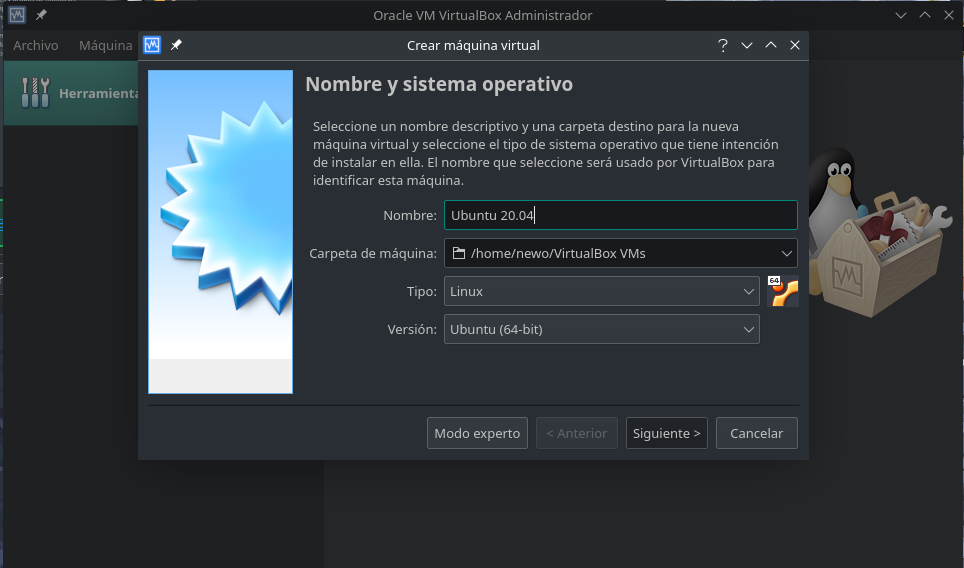 Oracle VM VirtualBox Administrador
Archivo Máquina
Crear máquina virtual
?
Herramienta
Nombre y sistema operativo
Seleccione un nombre descriptivo y una carpeta destino para la nueva
máquina virtual y seleccione el tipo de sistema operativo que tiene intención
de instalar en ella. El nombre que seleccione será usado por VirtualBox para
identificar esta máquina.
Nombre: Ubuntu 20.04
Carpeta de máquina: /home/newo/VirtualBox VMs
Tipo: Linux
64
Versión: Ubuntu (64-bit)
Modo experto < Anterior Siguiente > Cancelar